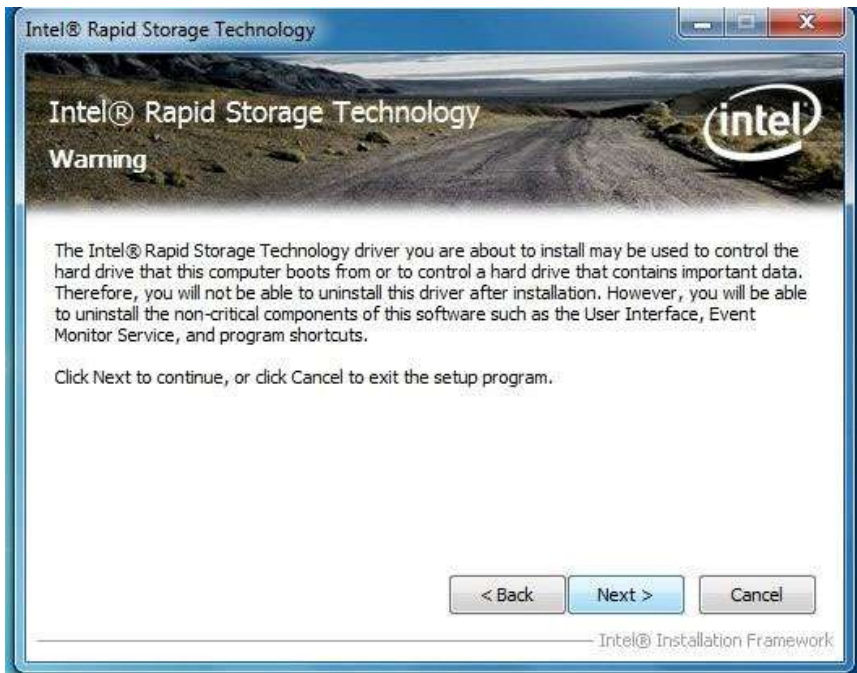 Intel® Rapid Storage Technology
Intel® Rapid Storage Technology
intel
Warning
The Intel® Rapid Storage Technology driver you are about to install may be used to control the
hard drive that this computer boots from or to control a hard drive that contains important data.
Therefore, you will not be able to uninstall this driver after installation. However, you will be able
to uninstall the non-critical components of this software such as the User Interface, Event
Monitor Service, and program shortcuts.
Click Next to continue, or click Cancel to exit the setup program.
< Back Next > Cancel
Intel® Installation Framework